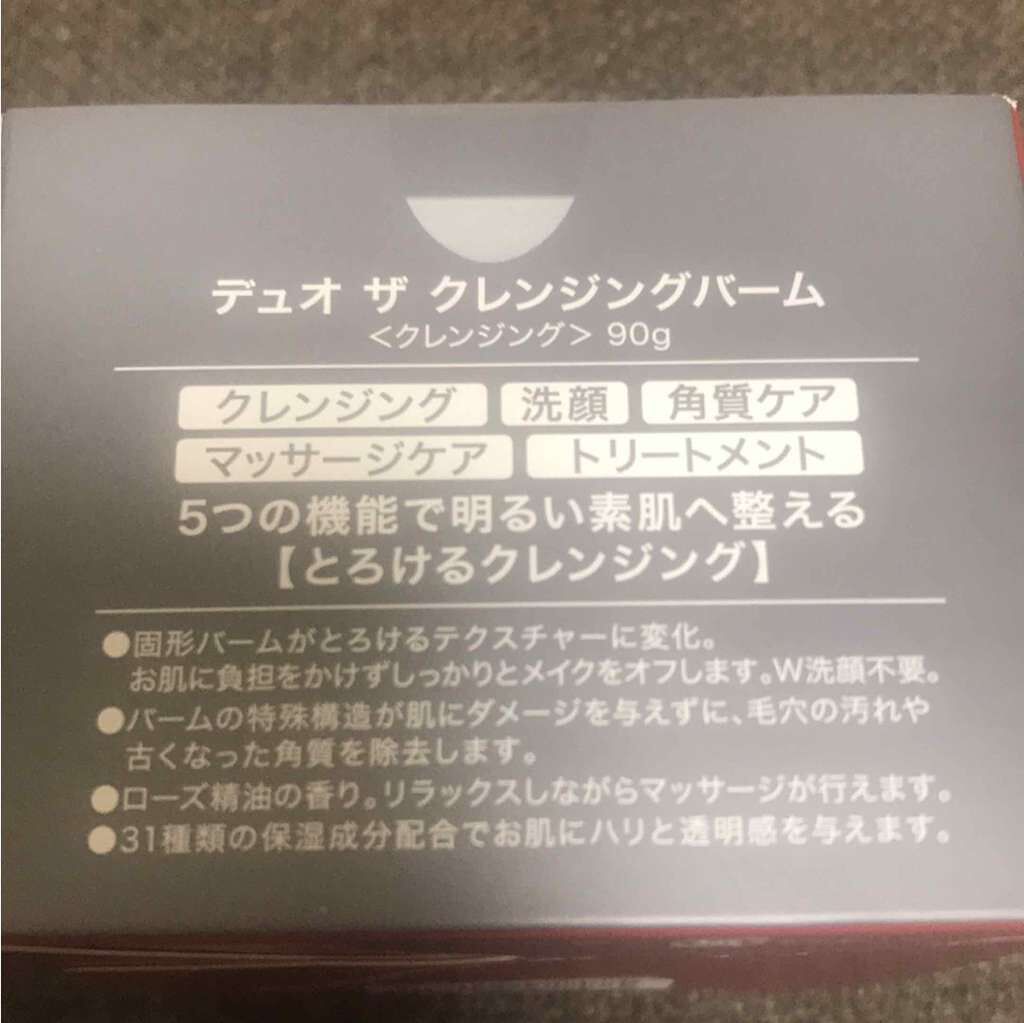 デュオ ザ クレンジングバーム
＜クレンジング＞ 90g
クレンジング 洗顔 角質ケア
マッサージケア トリートメント
5つの機能で明るい素肌へ整える
【とろけるクレンジング】
●固形バームがとろけるテクスチャーに変化。
お肌に負担をかけずしっかりとメイクをオフします。W洗顔不要。
●バームの特殊構造が肌にダメージを与えずに、毛穴の汚れや
古くなった角質を除去します。
●ローズ精油の香り。リラックスしながらマッサージが行えます。
●31種類の保湿成分配合でお肌にハリと透明感を与えます。